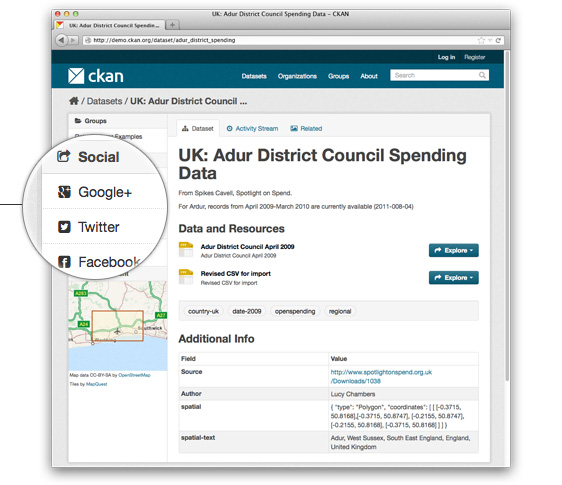 UK: Adur District Council Spending Data – CKAN
UK: Adur District Council Spendin...
http://demo.ckan.org/dataset/adur_district_spending
Log in Register
ckan
Datasets Organizations Groups About Search
/ Datasets / UK: Adur District Council ...
Groups
Examples
Social
Google+
Twitter
Facebook
Dataset Activity Stream Related
UK: Adur District Council Spending
Data
From Spikes Cavell, Spotlight on Spend.
For Ardur, records from April 2009-March 2010 are currently available (2011-008-04)
Data and Resources
Adur District Council April 2009
Adur District Council April 2009
Explore
Revised CSV for import
Revised CSV for import
Explore
country-uk date-2009 openspending regional
A24
A27
Southwick
Worthing
Map data CC-BY-SA by OpenStreetMap
Tiles by MapQuest
Additional Info
Field Value
Source http://www.spotlightonspend.org.uk
/Downloads/1038
Author Lucy Chambers
spatial { "type": "Polygon", "coordinates": [ [ [-0.3715,
50.8168],[-0.3715, 50.8747], [-0.2155, 50.8747],
[-0.2155, 50.8168], [-0.3715, 50.8168] ] ] }
spatial-text Adur, West Sussex, South East England, England,
United Kingdom